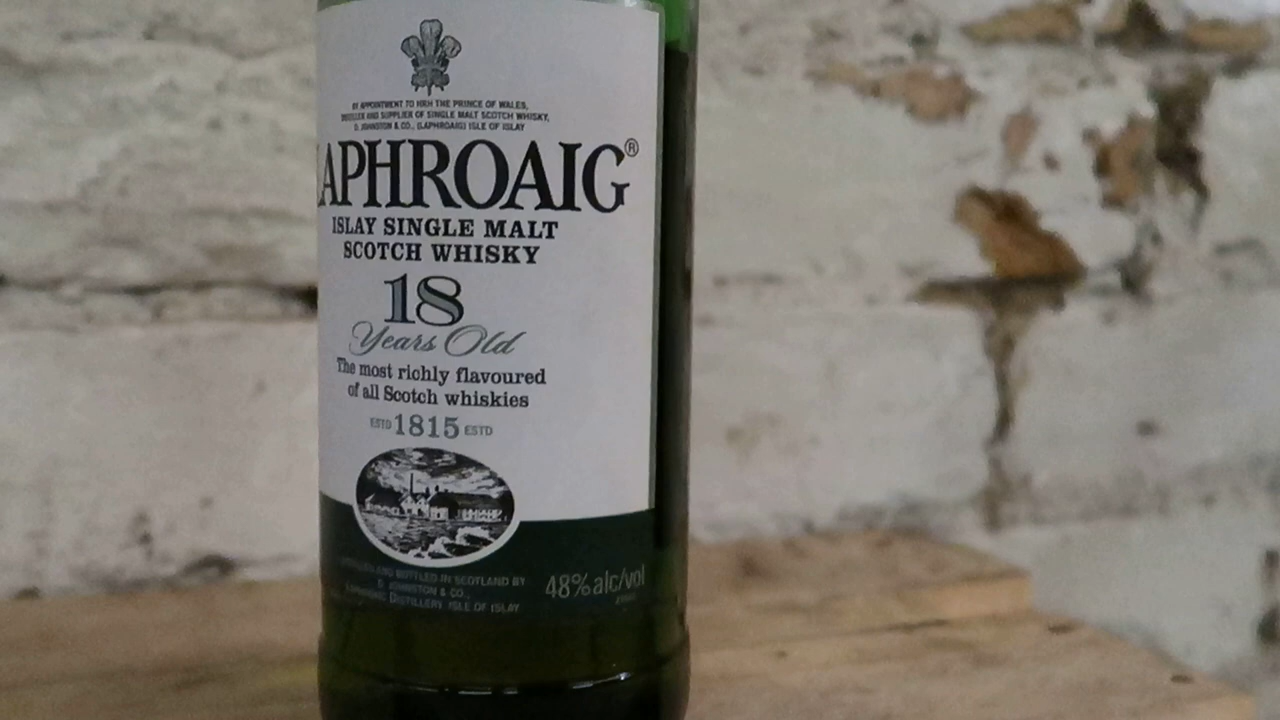 BY APPOINTMENT TO HRH THE PRINCE OF WALES,
DISTILLER AND SUPPLIER OF SINGLE MALT SCOTCH WHISKY,
D. JOHNSTON & CO., (LAPHROAIG) ISLE OF ISLAY
LAPHROAIG®
ISLAY SINGLE MALT
SCOTCH WHISKY
18
Years Old
The most richly flavoured
of all Scotch whiskies
ESTD 1815 ESTD
AND BOTTLED IN SCOTLAND BY
D. JOHNSTON & CO.,
DISTILLERY ISLE OF ISLAY
48% alc/vol